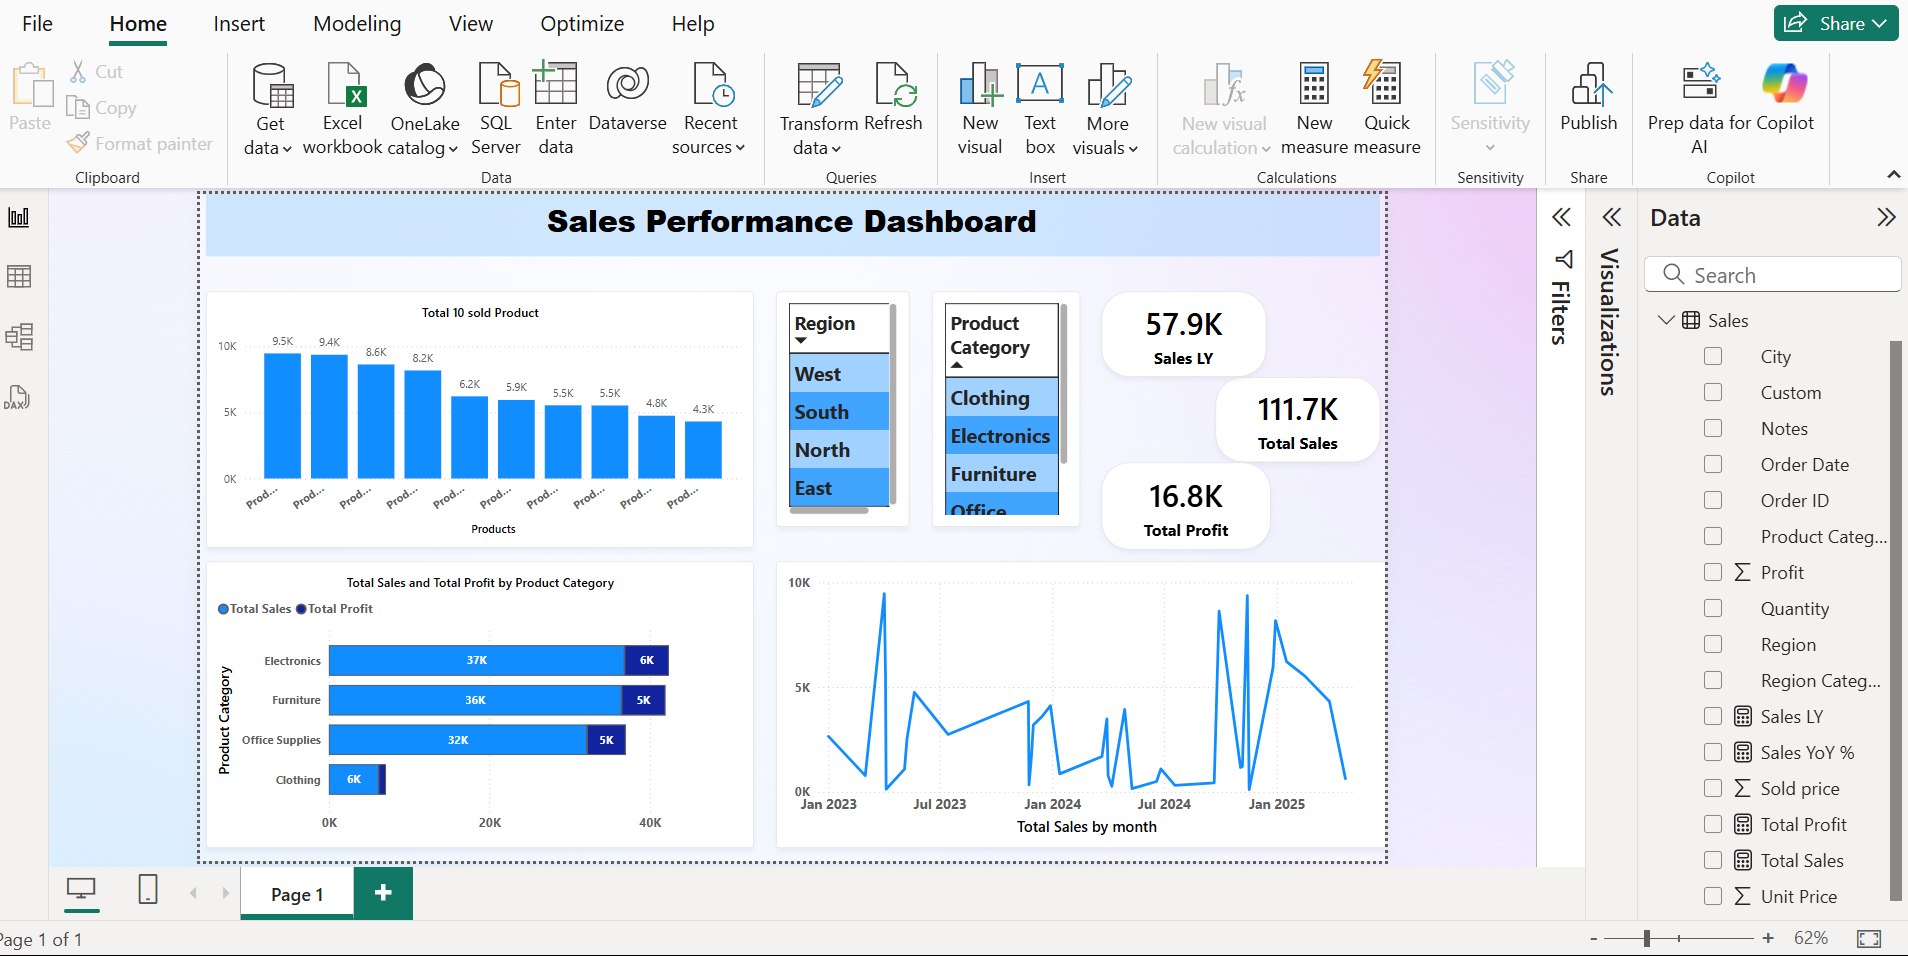 File Home Insert Modeling View Optimize Help
Share
Paste
Cut
Copy
Format painter
Clipboard
Get data
Excel workbook
OneLake catalog
SQL Server
Enter data
Dataverse
Recent sources
Data
Transform data
Refresh
Queries
New visual
Text box
More visuals
Insert
New visual calculation
New measure
Quick measure
Calculations
Sensitivity
Sensitivity
Publish
Share
Prep data for AI
Copilot
Copilot
DAX
Sales Performance Dashboard
Total 10 sold Product
10K
5K
0K
9.5K 9.4K 8.6K 8.2K 6.2K 5.9K 5.5K 5.5K 4.8K 4.3K
Prod... Prod... Prod... Prod... Prod... Prod... Prod... Prod... Prod... Prod...
Products
Region
West
South
North
East
Product Category
Clothing
Electronics
Furniture
Office
57.9K
Sales LY
111.7K
Total Sales
16.8K
Total Profit
Total Sales and Total Profit by Product Category
Total Sales Total Profit
Product Category
Electronics 37K 6K
Furniture 36K 5K
Office Supplies 32K 5K
Clothing 6K
0K 20K 40K
10K
5K
0K
Jan 2023 Jul 2023 Jan 2024 Jul 2024 Jan 2025
Total Sales by month
Filters
Visualizations
Data
Search
Sales
City
Custom
Notes
Order Date
Order ID
Product Categ...
Profit
Quantity
Region
Region Categ...
Sales LY
Sales YoY %
Sold price
Total Profit
Total Sales
Unit Price
Page 1
Page 1 of 1
- + 62%